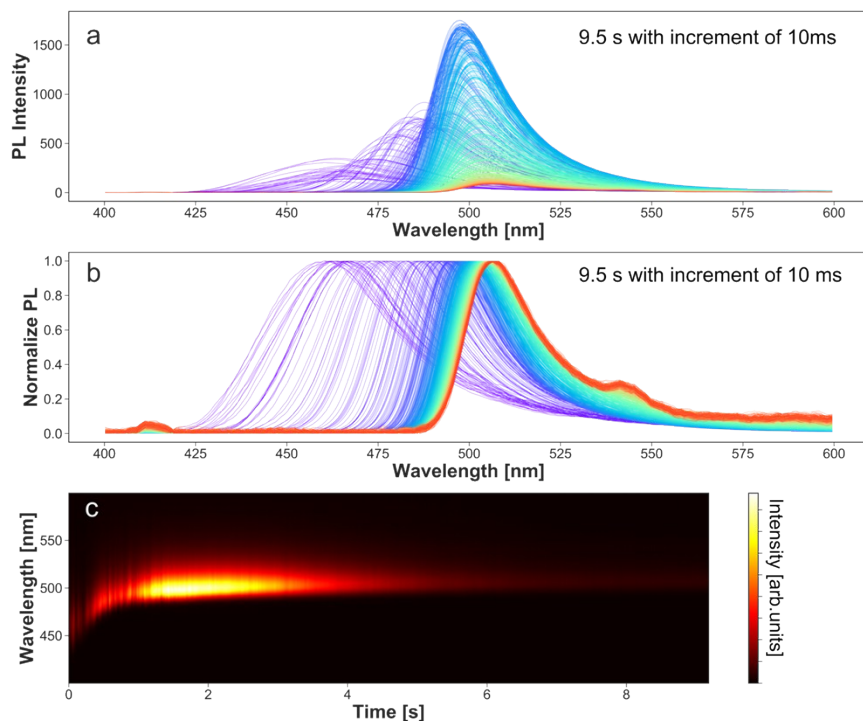 a
9.5 s with increment of 10ms
PL Intensity
1500
1000
500
0
400 425 450 475 500 525 550 575 600
Wavelength [nm]
b
9.5 s with increment of 10 ms
Normalize PL
1.0
0.8
0.6
0.4
0.2
0.0
400 425 450 475 500 525 550 575 600
Wavelength [nm]
c
Wavelength [nm]
550
500
450
0 2 4 6 8
Time [s]
Intensity [arb.units]